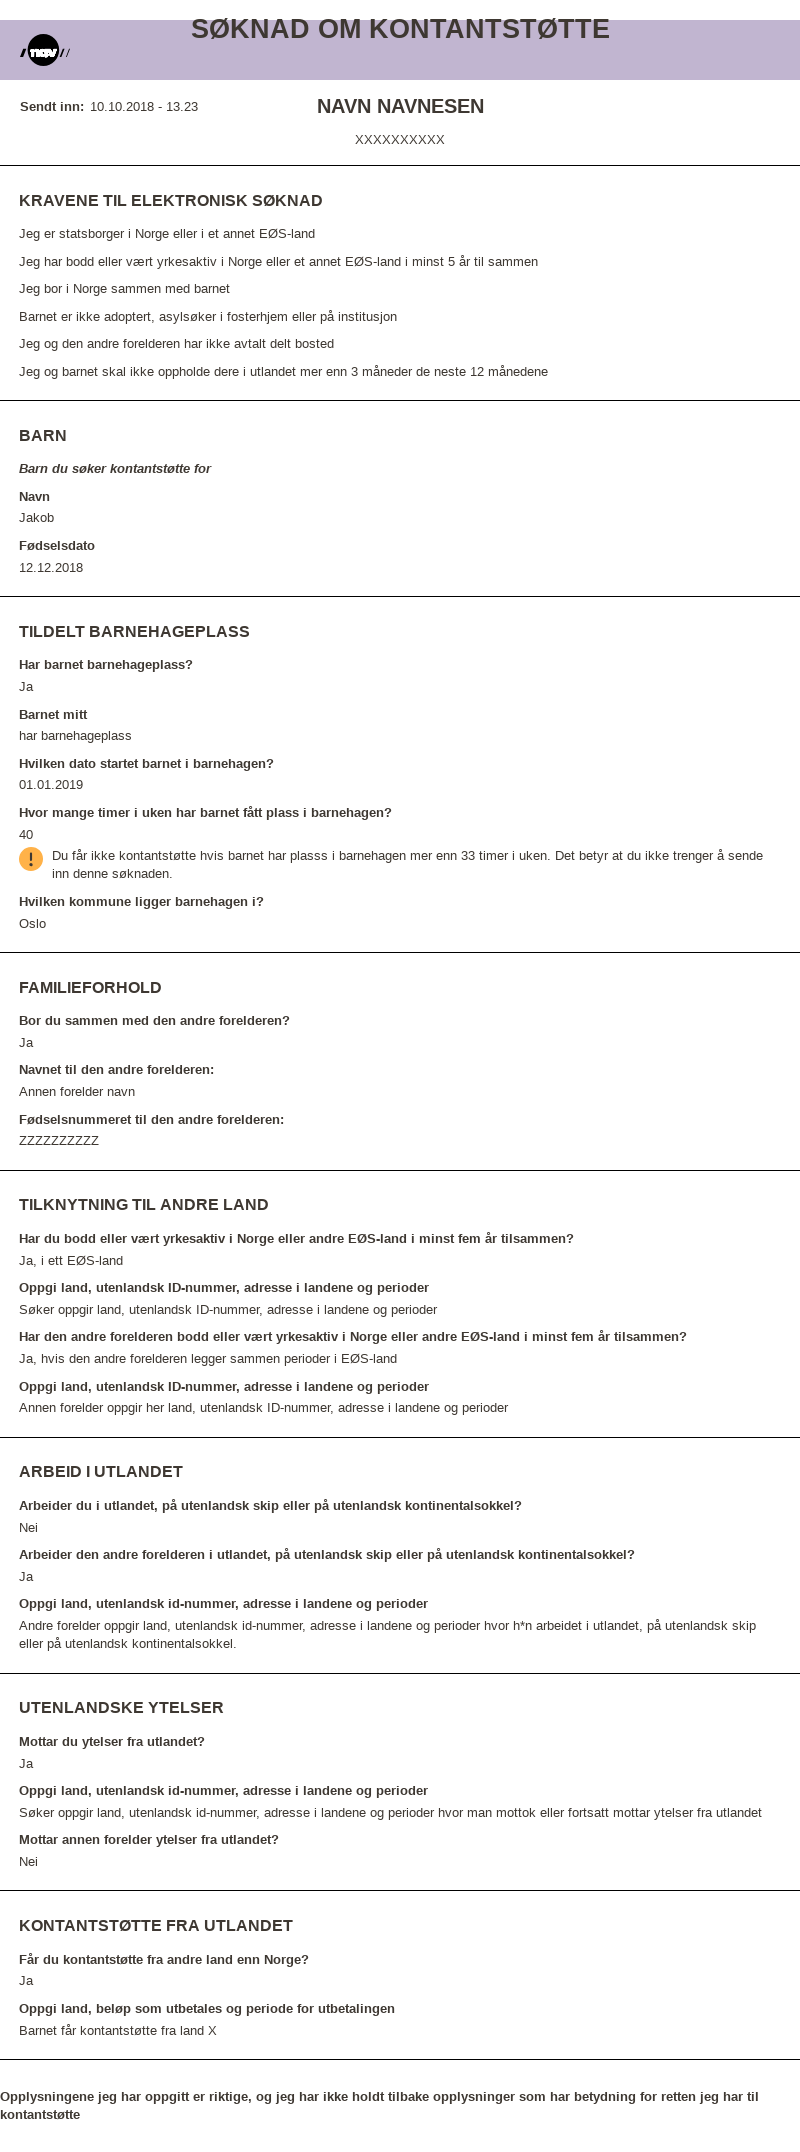 SØKNAD OM KONTANTSTØTTE
nav
Sendt inn: 10.10.2018 - 13.23
NAVN NAVNESEN
XXXXXXXXXX
KRAVENE TIL ELEKTRONISK SØKNAD
Jeg er statsborger i Norge eller i et annet EØS-land
Jeg har bodd eller vært yrkesaktiv i Norge eller et annet EØS-land i minst 5 år til sammen
Jeg bor i Norge sammen med barnet
Barnet er ikke adoptert, asylsøker i fosterhjem eller på institusjon
Jeg og den andre forelderen har ikke avtalt delt bosted
Jeg og barnet skal ikke oppholde dere i utlandet mer enn 3 måneder de neste 12 månedene
BARN
Barn du søker kontantstøtte for
Navn
Jakob
Fødselsdato
12.12.2018
TILDELT BARNEHAGEPLASS
Har barnet barnehageplass?
Ja
Barnet mitt
har barnehageplass
Hvilken dato startet barnet i barnehagen?
01.01.2019
Hvor mange timer i uken har barnet fått plass i barnehagen?
40
Du får ikke kontantstøtte hvis barnet har plasss i barnehagen mer enn 33 timer i uken. Det betyr at du ikke trenger å sende
inn denne søknaden.
Hvilken kommune ligger barnehagen i?
Oslo
FAMILIEFORHOLD
Bor du sammen med den andre forelderen?
Ja
Navnet til den andre forelderen:
Annen forelder navn
Fødselsnummeret til den andre forelderen:
ZZZZZZZZZZ
TILKNYTNING TIL ANDRE LAND
Har du bodd eller vært yrkesaktiv i Norge eller andre EØS-land i minst fem år tilsammen?
Ja, i ett EØS-land
Oppgi land, utenlandsk ID-nummer, adresse i landene og perioder
Søker oppgir land, utenlandsk ID-nummer, adresse i landene og perioder
Har den andre forelderen bodd eller vært yrkesaktiv i Norge eller andre EØS-land i minst fem år tilsammen?
Ja, hvis den andre forelderen legger sammen perioder i EØS-land
Oppgi land, utenlandsk ID-nummer, adresse i landene og perioder
Annen forelder oppgir her land, utenlandsk ID-nummer, adresse i landene og perioder
ARBEID I UTLANDET
Arbeider du i utlandet, på utenlandsk skip eller på utenlandsk kontinentalsokkel?
Nei
Arbeider den andre forelderen i utlandet, på utenlandsk skip eller på utenlandsk kontinentalsokkel?
Ja
Oppgi land, utenlandsk id-nummer, adresse i landene og perioder
Andre forelder oppgir land, utenlandsk id-nummer, adresse i landene og perioder hvor h*n arbeidet i utlandet, på utenlandsk skip
eller på utenlandsk kontinentalsokkel.
UTENLANDSKE YTELSER
Mottar du ytelser fra utlandet?
Ja
Oppgi land, utenlandsk id-nummer, adresse i landene og perioder
Søker oppgir land, utenlandsk id-nummer, adresse i landene og perioder hvor man mottok eller fortsatt mottar ytelser fra utlandet
Mottar annen forelder ytelser fra utlandet?
Nei
KONTANTSTØTTE FRA UTLANDET
Får du kontantstøtte fra andre land enn Norge?
Ja
Oppgi land, beløp som utbetales og periode for utbetalingen
Barnet får kontantstøtte fra land X
Opplysningene jeg har oppgitt er riktige, og jeg har ikke holdt tilbake opplysninger som har betydning for retten jeg har til
kontantstøtte